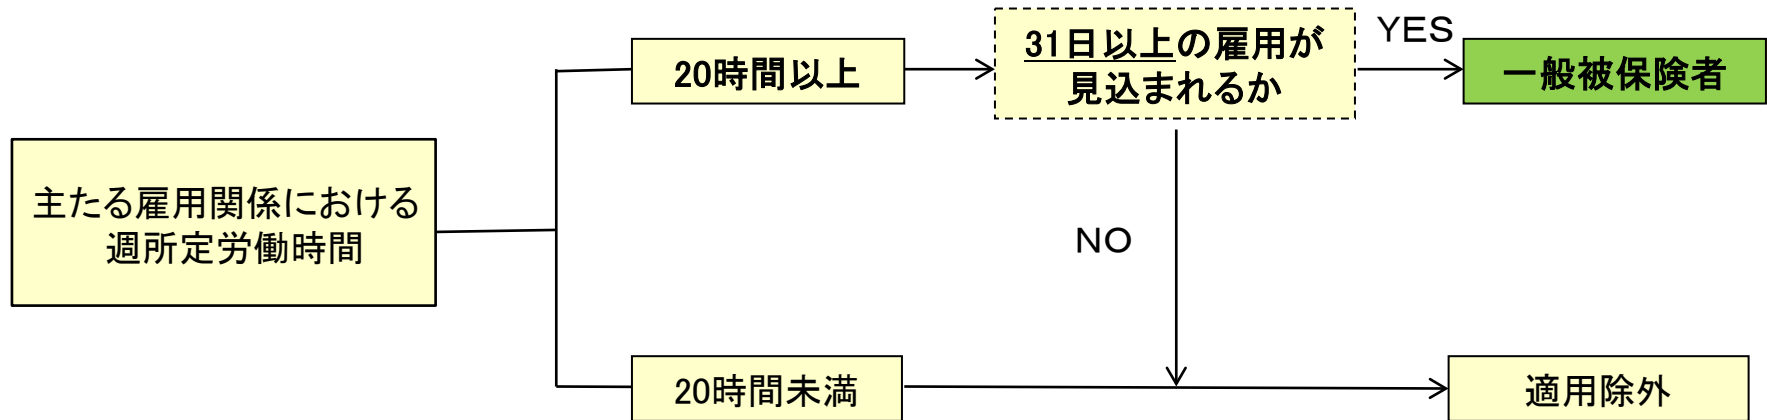 20時間以上
31日以上の雇用が
見込まれるか
YES
一般被保険者
主たる雇用関係における
週所定労働時間
NO
20時間未満
適用除外